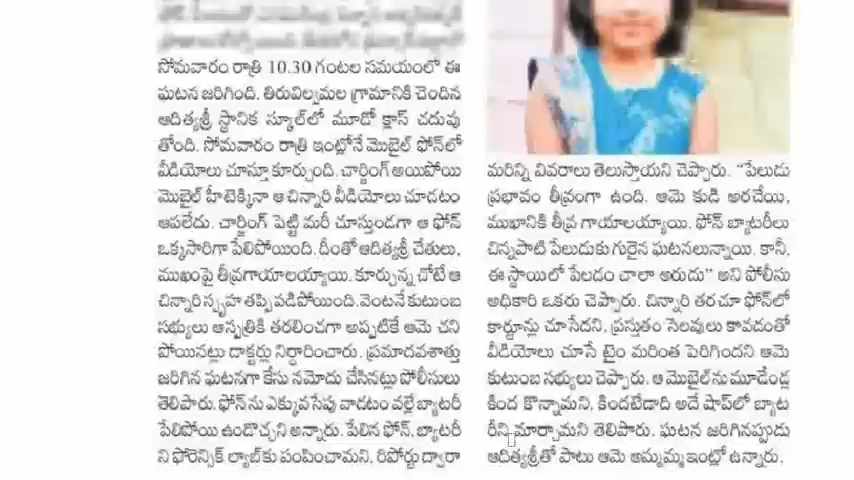 సోమవారం రాత్రి 10.30 గంటల సమయంలో ఈ
ఘటన జరిగింది. తిరువిల్వమల గ్రామానికి చెందిన
ఆదిత్యశ్రీ స్థానిక స్కూల్‌లో మూడో క్లాస్ చదువు
తోంది. సోమవారం రాత్రి ఇంట్లోనే మొబైల్ ఫోన్‌లో
వీడియోలు చూస్తూ కూర్చుంది. చార్జింగ్ అయిపోయి
మొబైల్ హీటెక్కినా ఆ చిన్నారి వీడియోలు చూడటం
ఆపలేదు. చార్జింగ్ పెట్టి మరీ చూస్తుండగా ఆ ఫోన్
ఒక్కసారిగా పేలిపోయింది. దీంతో ఆదిత్యశ్రీ చేతులు,
ముఖంపై తీవ్రగాయాలయ్యాయి. కూర్చున్న చోటే ఆ
చిన్నారి స్పృహ తప్పి పడిపోయింది. వెంటనే కుటుంబ
సభ్యులు ఆస్పత్రికి తరలించగా అప్పటికే ఆమె చని
పోయినట్లు డాక్టర్లు నిర్ధారించారు. ప్రమాదవశాత్తు
జరిగిన ఘటనగా కేసు నమోదు చేసినట్లు పోలీసులు
తెలిపారు. ఫోన్‌ను ఎక్కువసేపు వాడటం వల్లే బ్యాటరీ
పేలిపోయి ఉండొచ్చని అన్నారు. పేలిన ఫోన్, బ్యాటరీ
ని ఫోరెన్సిక్ ల్యాబ్‌కు పంపించామని, రిపోర్టు ద్వారా
మరిన్ని వివరాలు తెలుస్తాయని చెప్పారు. "పేలుడు
ప్రభావం తీవ్రంగా ఉంది. ఆమె కుడి అరచేయి,
ముఖానికి తీవ్ర గాయాలయ్యాయి. ఫోన్ బ్యాటరీలు
చిన్నపాటి పేలుడుకు గురైన ఘటనలున్నాయి. కానీ,
ఈ స్థాయిలో పేలడం చాలా అరుదు" అని పోలీసు
అధికారి ఒకరు చెప్పారు. చిన్నారి తరచూ ఫోన్‌లో
కార్టూన్లు చూసేదని, ప్రస్తుతం సెలవులు కావడంతో
వీడియోలు చూసే టైం మరింత పెరిగిందని ఆమె
కుటుంబ సభ్యులు చెప్పారు. ఆ మొబైల్‌ను మూడేండ్ల
కింద కొన్నామని, కిందటేడాది అదే షాప్‌లో బ్యాట
రీని మార్చామని తెలిపారు. ఘటన జరిగినప్పుడు
ఆదిత్యశ్రీతో పాటు ఆమె అమ్మమ్మ ఇంట్లో ఉన్నారు.